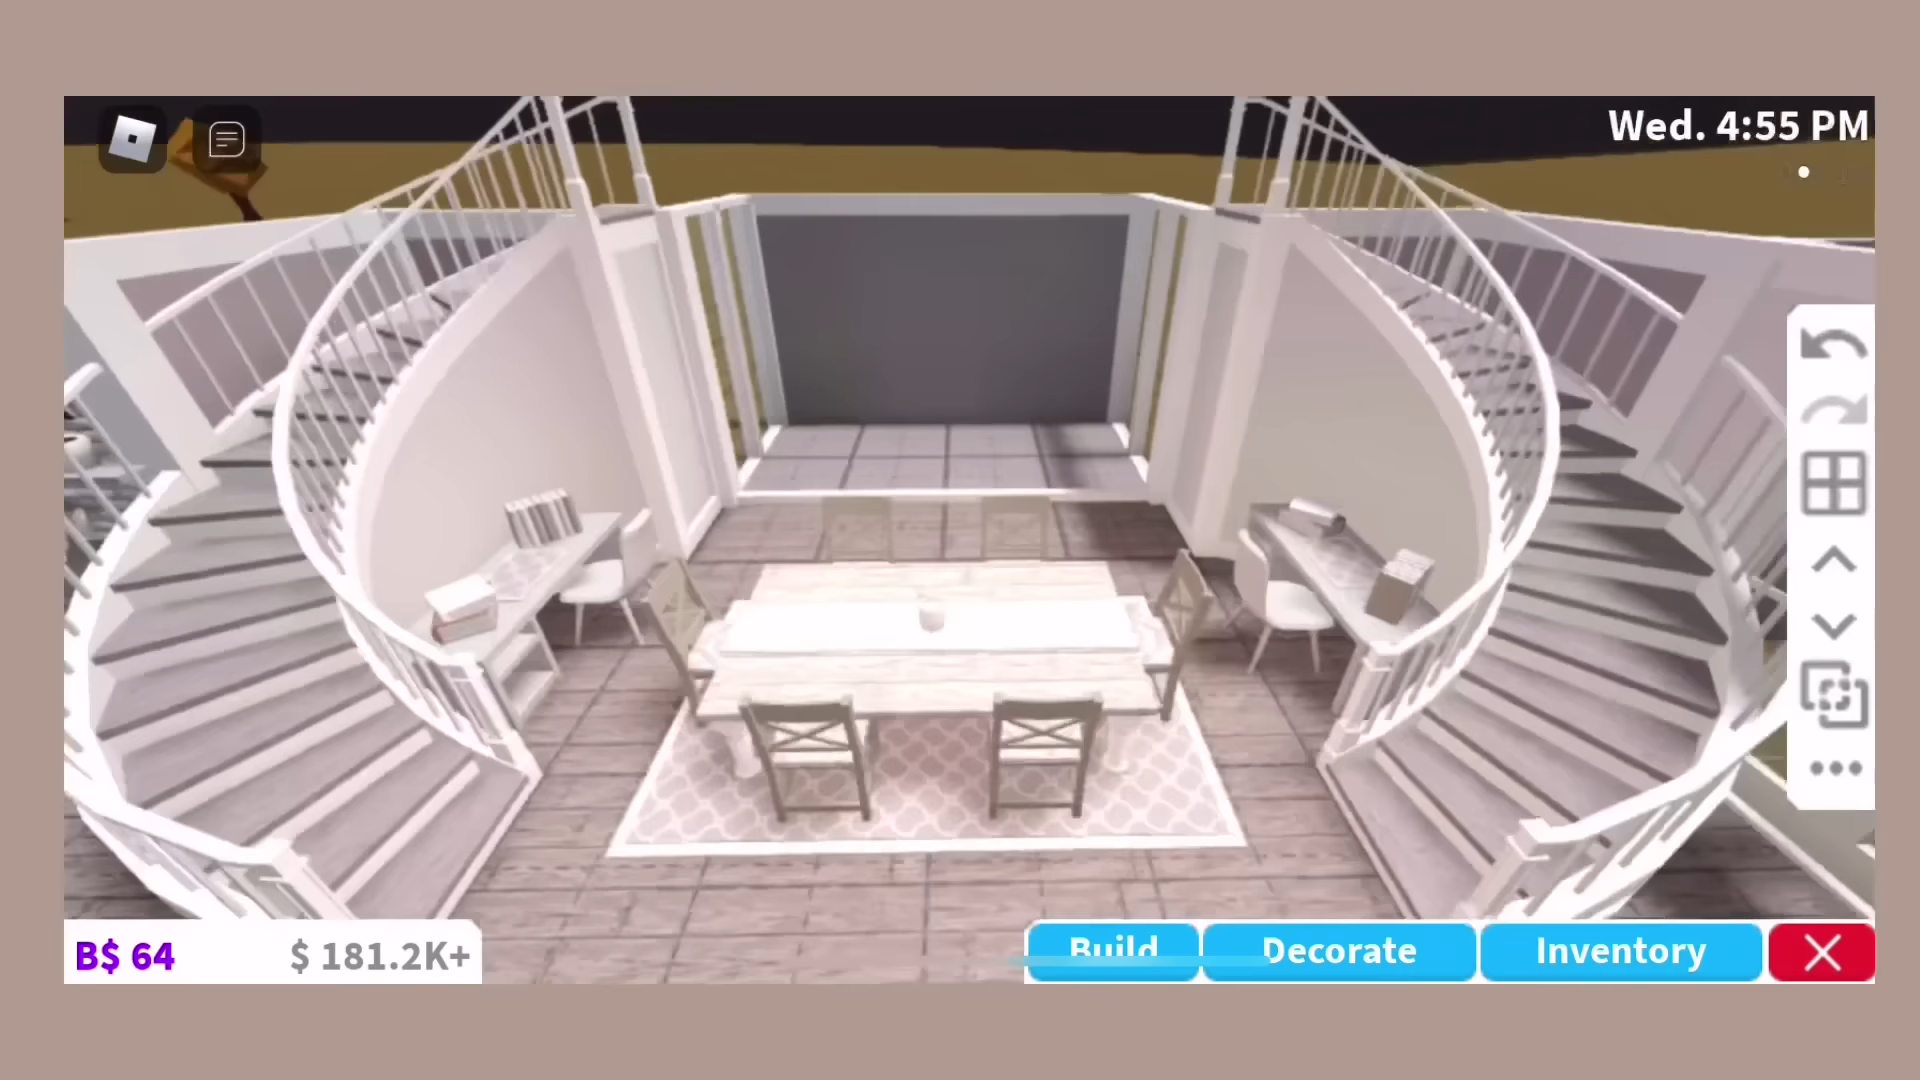 Wed. 4:55 PM
B$ 64
$ 181.2K+
Build
Decorate
Inventory